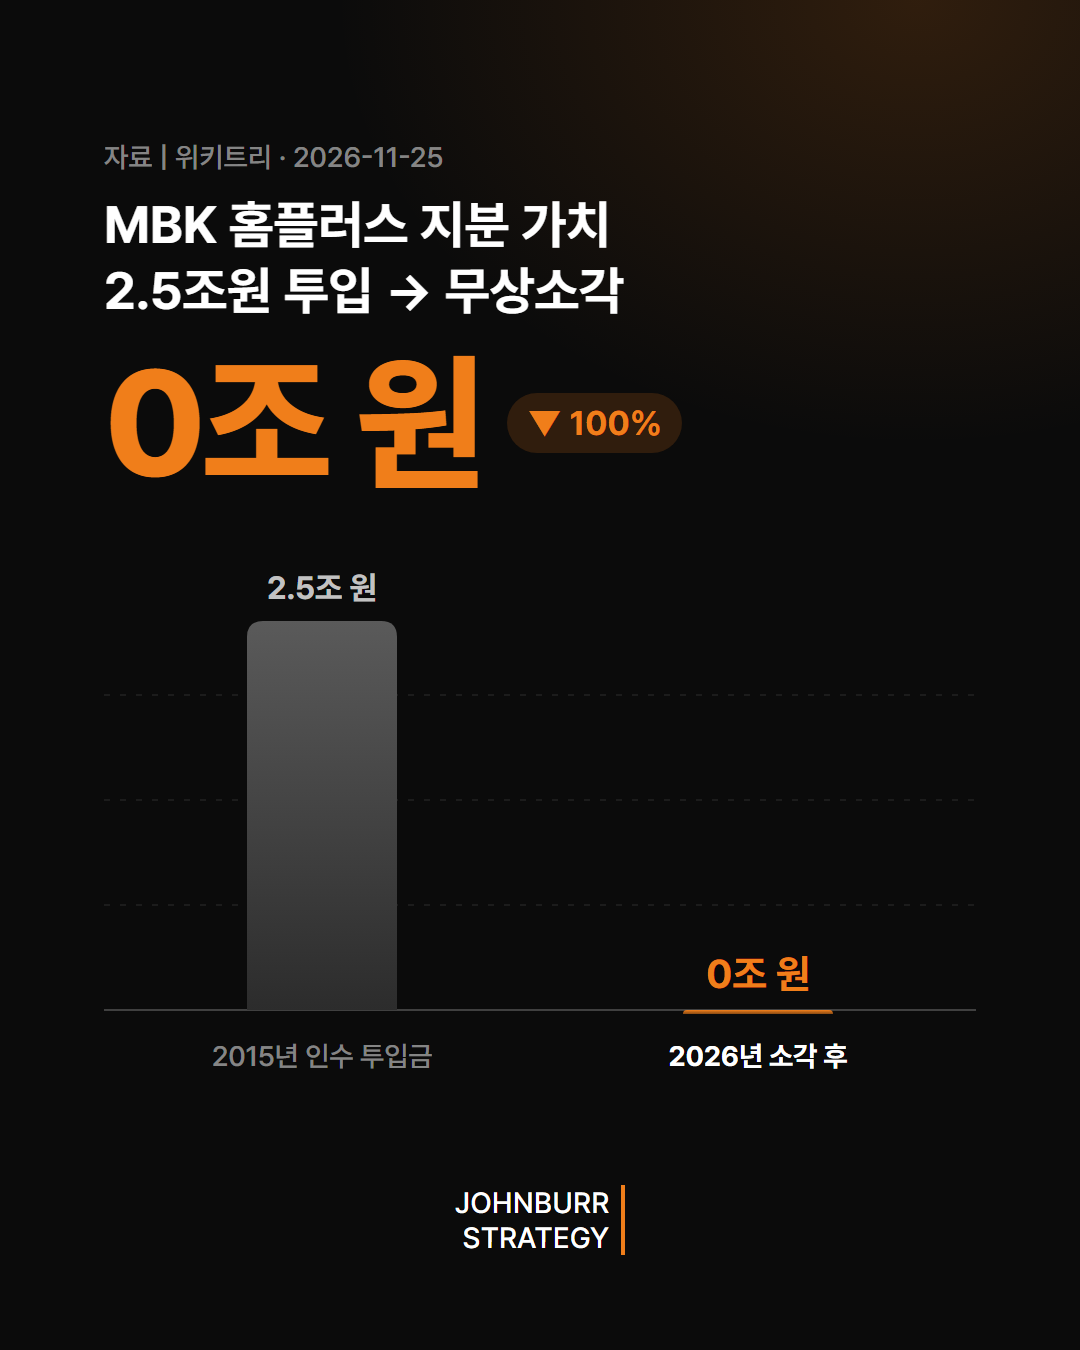 자료 | 위키트리 · 2026-11-25
MBK 홈플러스 지분 가치
2.5조원 투입 → 무상소각
0조 원
▼ 100%
2.5조 원
0조 원
2015년 인수 투입금
2026년 소각 후
JOHNBURR
STRATEGY